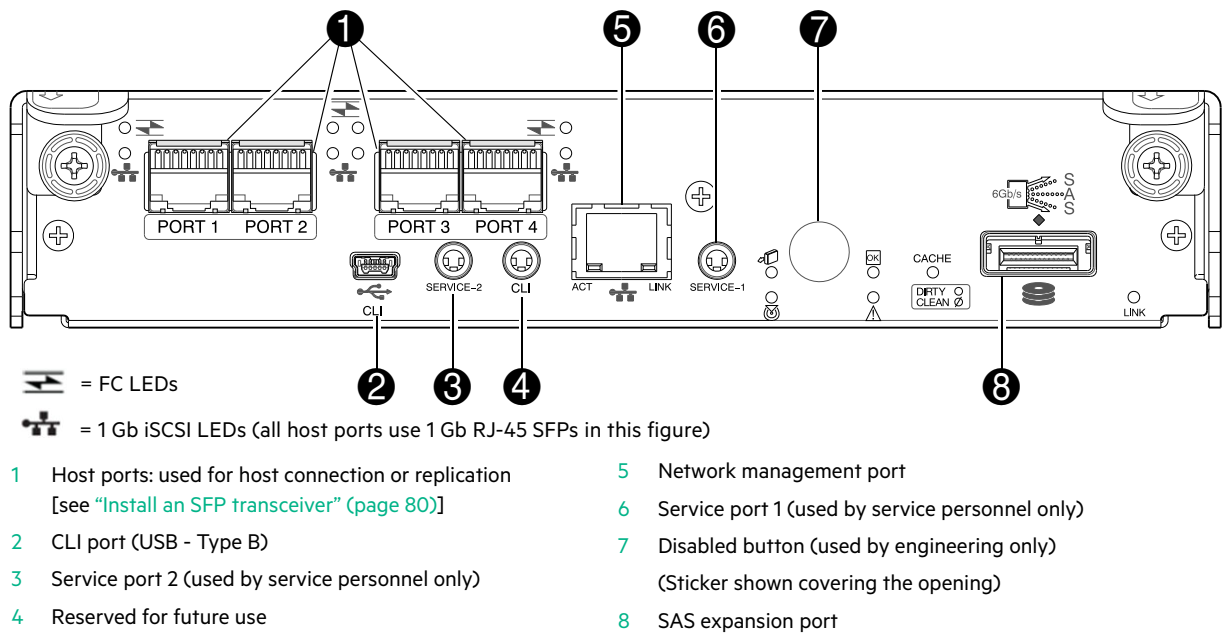 1
5
6
7
6Gb/s
S
A
S
PORT 1 PORT 2
PORT 3 PORT 4
OK
CACHE
DIRTY
CLEAN
SERVICE-2
CLI
ACT
LINK
SERVICE-1
LINK
CLI
2
3
4
8
= FC LEDs
= 1 Gb iSCSI LEDs (all host ports use 1 Gb RJ-45 SFPs in this figure)
1 Host ports: used for host connection or replication
[see “Install an SFP transceiver” (page 80)]
2 CLI port (USB - Type B)
3 Service port 2 (used by service personnel only)
4 Reserved for future use
5 Network management port
6 Service port 1 (used by service personnel only)
7 Disabled button (used by engineering only)
(Sticker shown covering the opening)
8 SAS expansion port